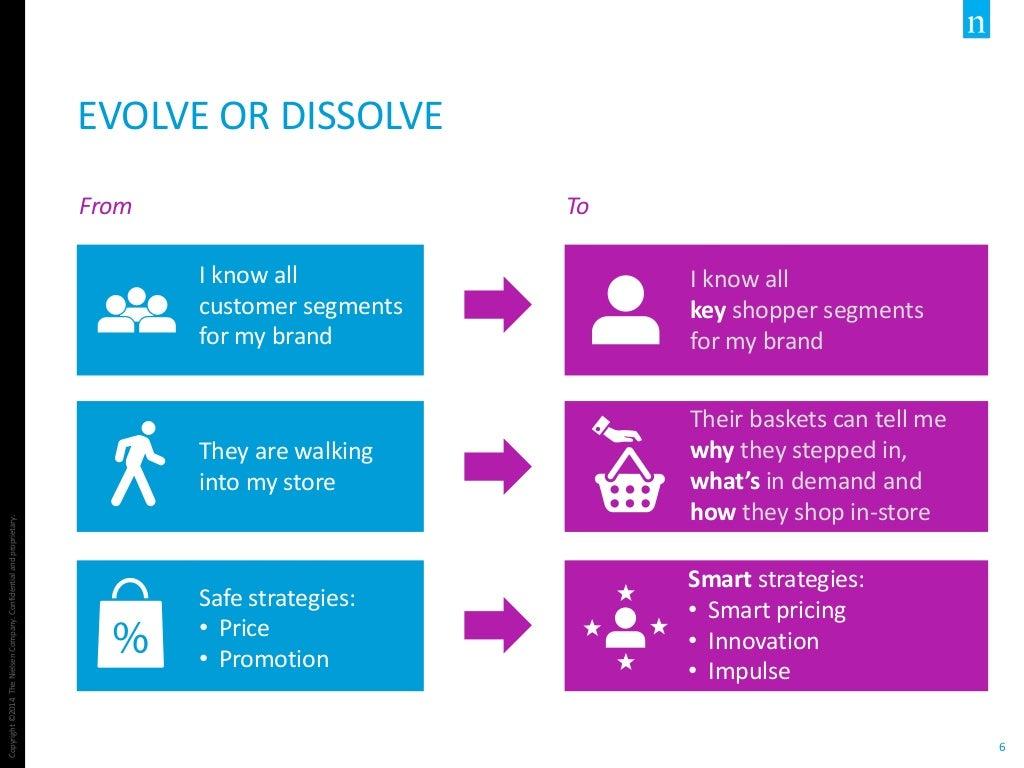 n
EVOLVE OR DISSOLVE
From
To
I know all
customer segments
for my brand
I know all
key shopper segments
for my brand
They are walking
into my store
Their baskets can tell me
why they stepped in,
what’s in demand and
how they shop in-store
%
Safe strategies:
• Price
• Promotion
Smart strategies:
• Smart pricing
• Innovation
• Impulse
Copyright ©2014 The Nielsen Company. Confidential and proprietary.
6